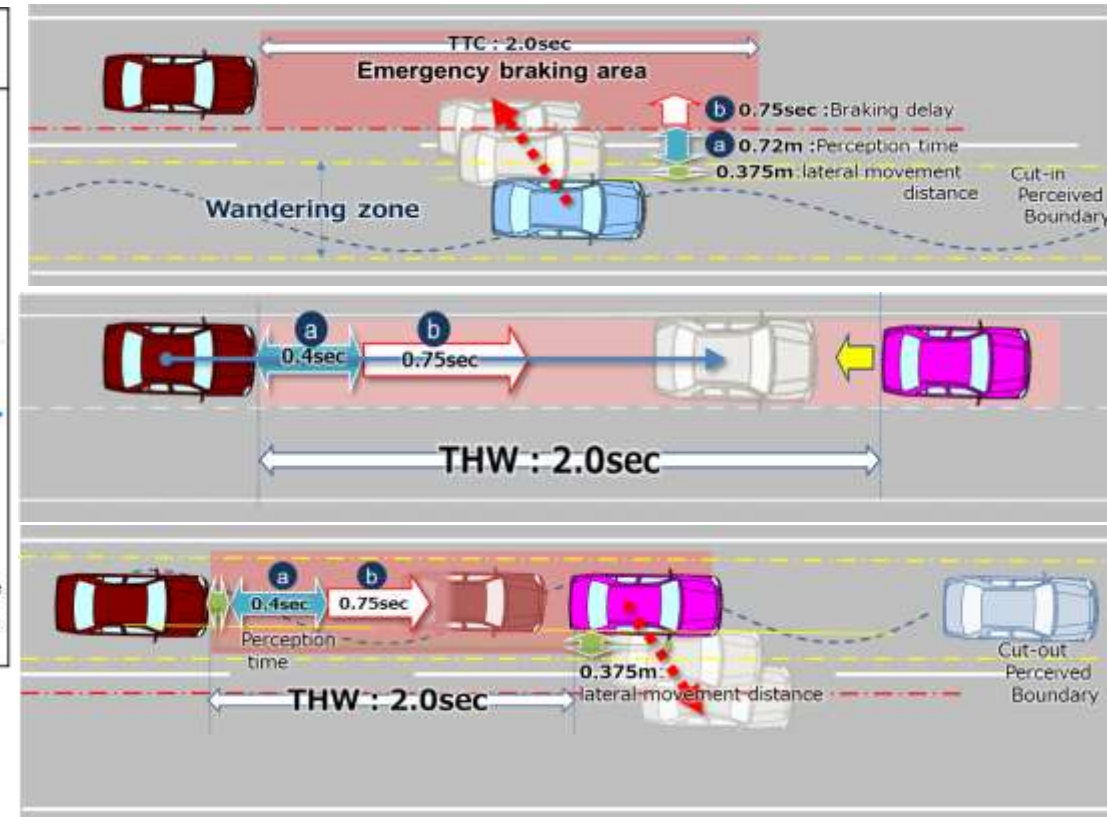 TTC : 2.0sec
Emergency braking area
b 0.75sec :Braking delay
a 0.72m :Perception time
0.375m:lateral movement
distance
Cut-in
Perceived
Boundary
Wandering zone
a
b
0.4sec
0.75sec
THW : 2.0sec
a
b
0.4sec
0.75sec
Perception
time
THW : 2.0sec
0.375m:
lateral movement distance
Cut-out
Perceived
Boundary